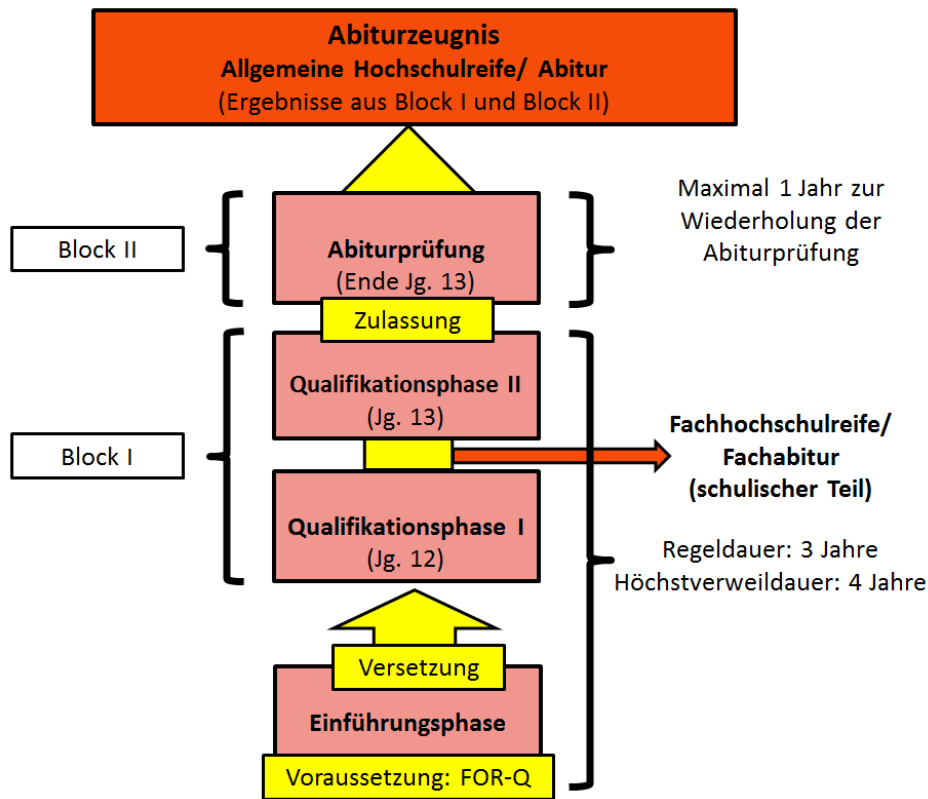 Abiturzeugnis
Allgemeine Hochschulreife/ Abitur
(Ergebnisse aus Block I und Block II)
Block II
Abiturprüfung
(Ende Jg. 13)
Maximal 1 Jahr zur
Wiederholung der
Abiturprüfung
Zulassung
Block I
Qualifikationsphase II
(Jg. 13)
Fachhochschulreife/
Fachabitur
(schulischer Teil)
Qualifikationsphase I
(Jg. 12)
Regeldauer: 3 Jahre
Höchstverweildauer: 4 Jahre
Versetzung
Einführungsphase
Voraussetzung: FOR-Q